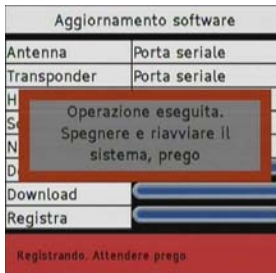 Aggiornamento software
Antenna Porta seriale
Transponder Porta seriale
Operazione eseguita.
Spegnere e riavviare il
sistema, prego
Download
Registra
Registrando. Attendere prego